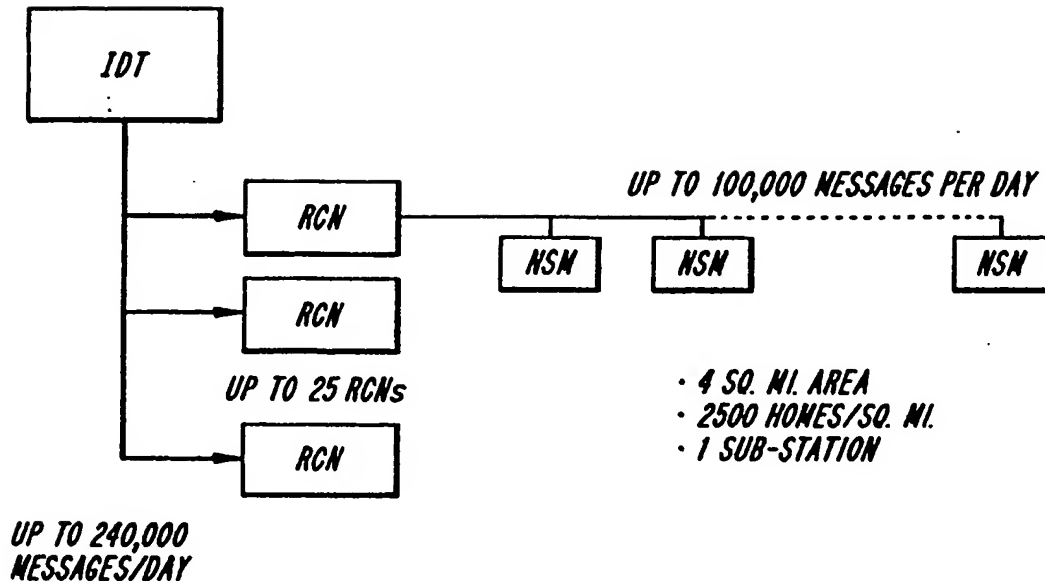 IDT
UP TO 100,000 MESSAGES PER DAY
RCN
NSM NSM NSM
RCN
UP TO 25 RCNs
· 4 SQ. MI. AREA
· 2500 HOMES/SQ. MI.
· 1 SUB-STATION
RCN
UP TO 240,000
MESSAGES/DAY